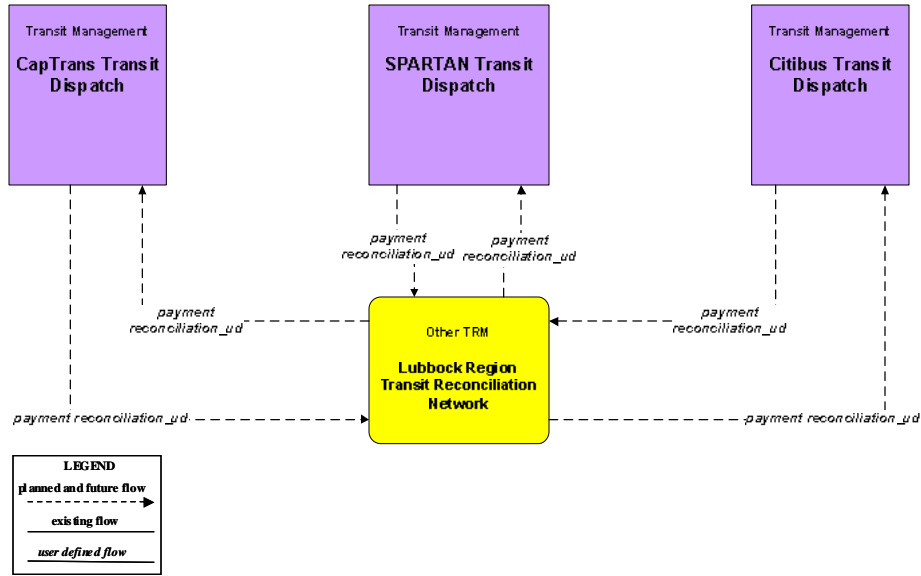 Transit Management
CapTrans Transit
Dispatch
Transit Management
SPARTAN Transit
Dispatch
Transit Management
Citibus Transit
Dispatch
payment
reconciliation_ud
payment
reconciliation_ud
payment
reconciliation_ud
payment
reconciliation_ud
Other TRM
Lubbock Region
Transit Reconciliation
Network
payment reconciliation_ud
payment reconciliation_ud
LEGEND
planned and future flow
existing flow
user defined flow